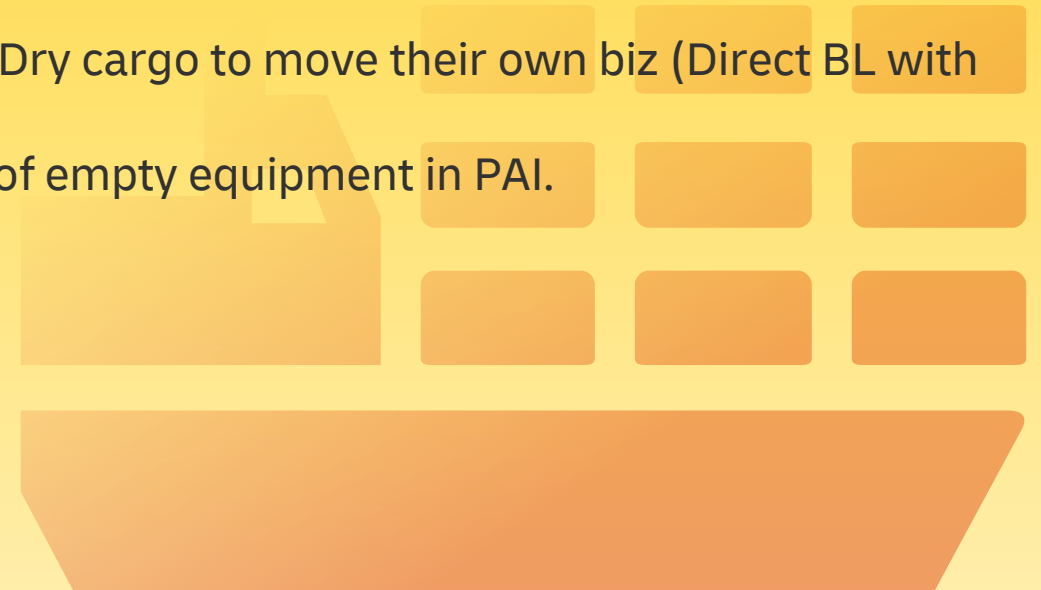 Dry cargo to move their own biz (Direct BL with
of empty equipment in PAI.